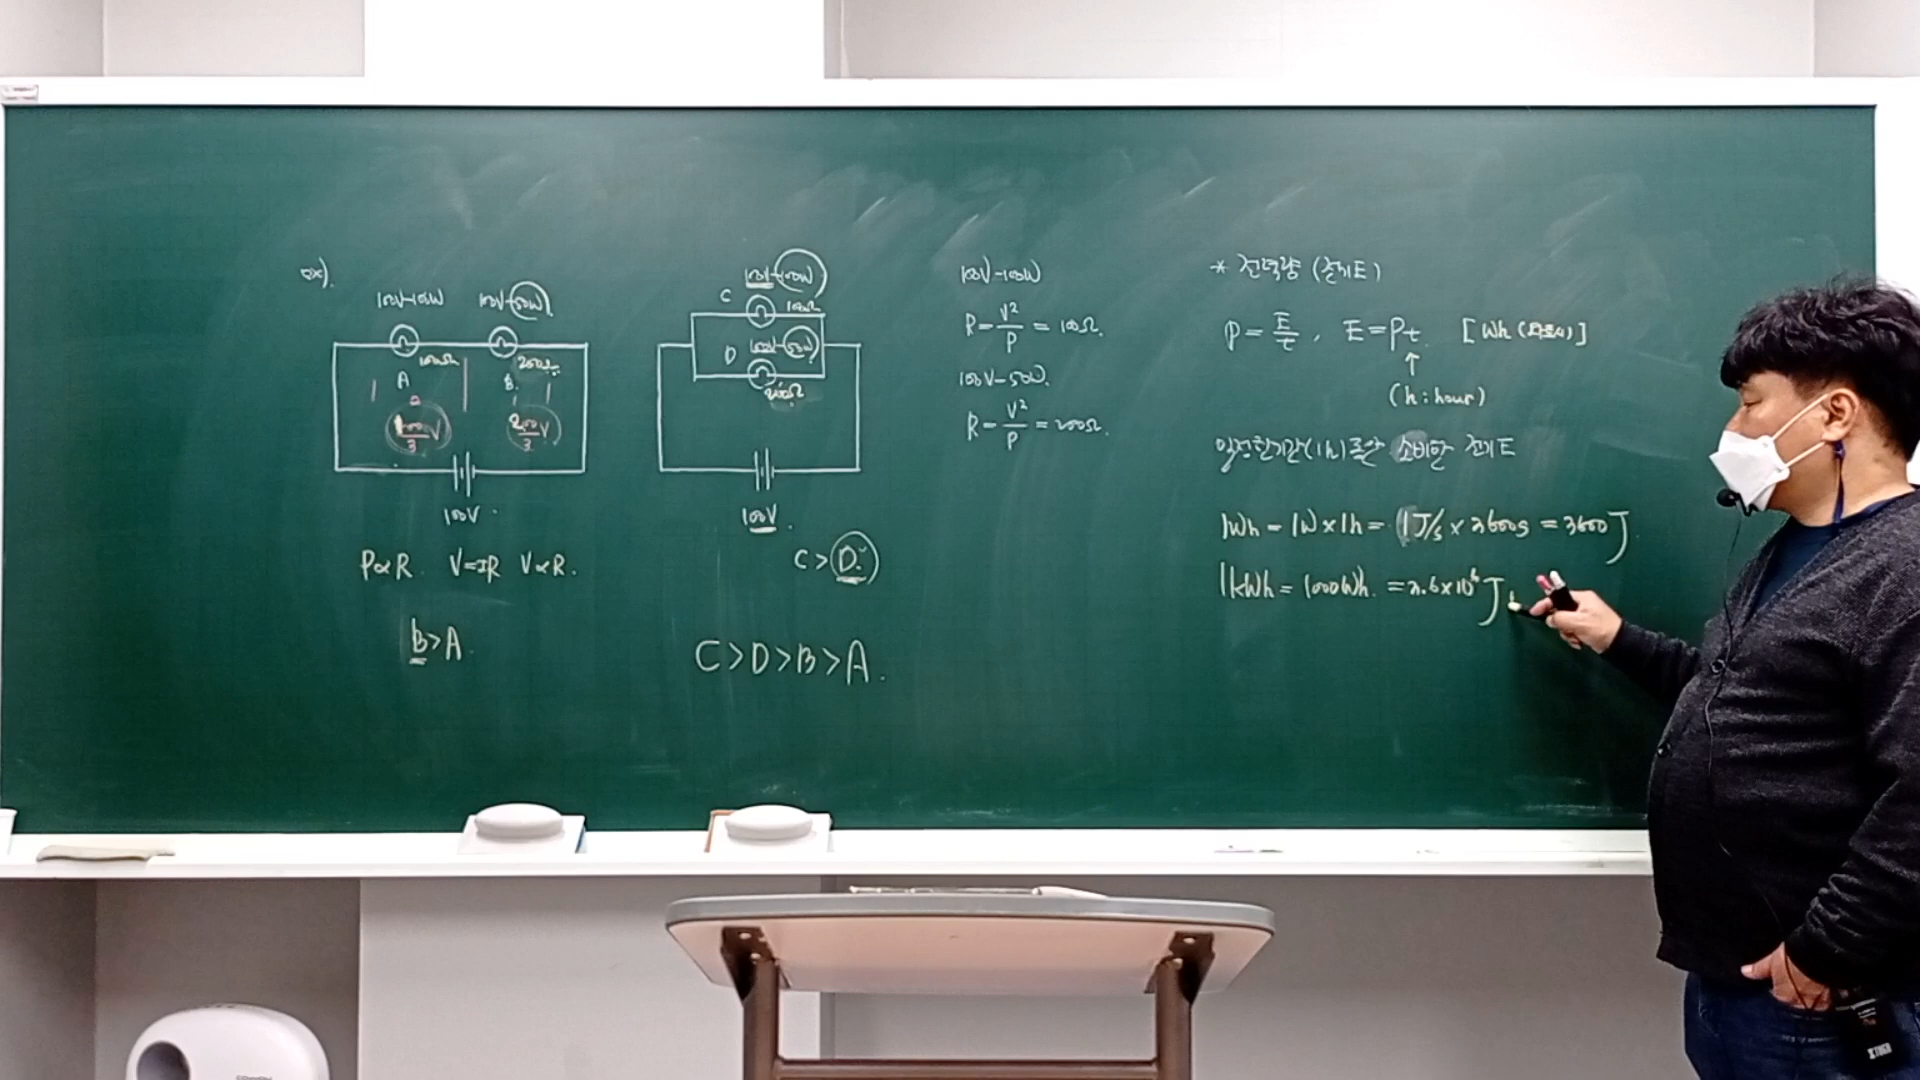 ex).
100V-100W 100V-50W
100Ω 200Ω
A B
100/3 V 200/3 V
100V
P∝R V=IR V∝R.
B>A
100V-100W
C 100Ω
D 100V-50W
200Ω
100V
C>D
C>D>B>A.
100V-100W
R=V²/P=100Ω.
100V-50W.
R=V²/P=200Ω.
* 전력량 (전기E)
P=E/t, E=Pt. [Wh (와트시)]
↑
(h:hour)
일정한기간(1h)동안 소비한 전기E
1Wh=1W×1h=1J/s×3600s=3600J
1kWh=1000Wh.=3.6×10⁶J